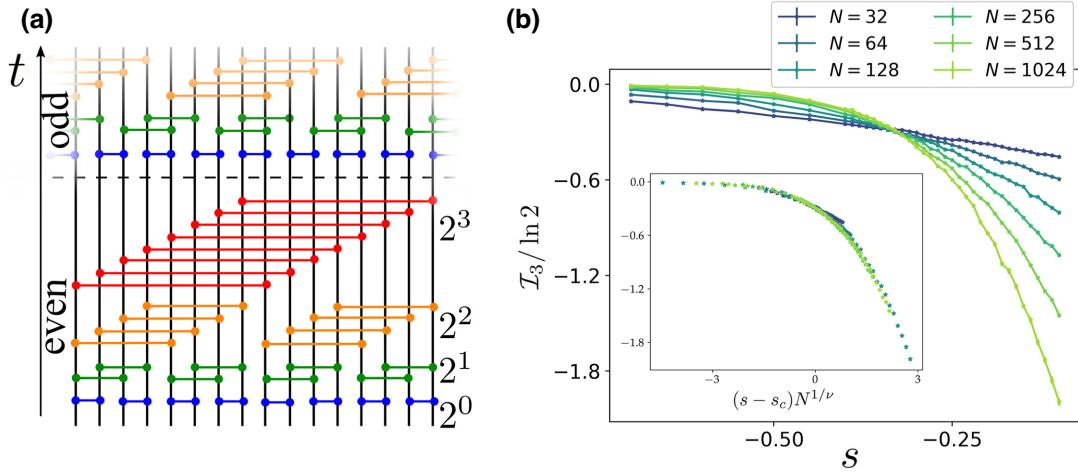 (a)
t
odd
even
2^3
2^2
2^1
2^0
(b)
N = 32
N = 64
N = 128
N = 256
N = 512
N = 1024
0.0
−0.6
−1.2
−1.8
I_3 / ln 2
−0.50
−0.25
s
0.0
−0.6
−1.2
−1.8
−3
0
3
(s − s_c)N^{1/ν}